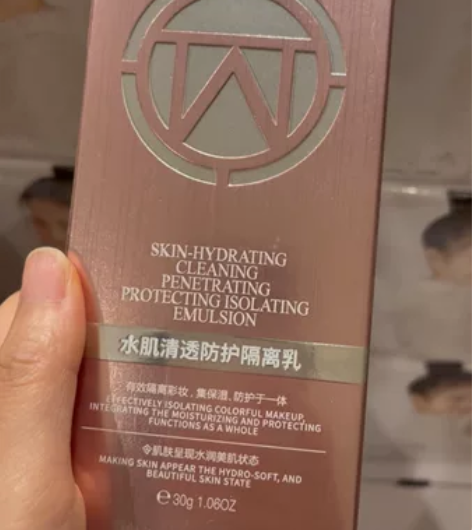 SKIN-HYDRATING
CLEANING
PENETRATING
PROTECTING ISOLATING
EMULSION
水肌清透防护隔离乳
有效隔离彩妆，集保湿、防护于一体
EFFECTIVELY ISOLATING COLORFUL MAKEUP,
INTEGRATING THE MOISTURIZING AND PROTECTING
FUNCTIONS AS A WHOLE
令肌肤呈现水润美肌状态
MAKING SKIN APPEAR THE HYDRO-SOFT, AND
BEAUTIFUL SKIN STATE
℮30g 1.06OZ